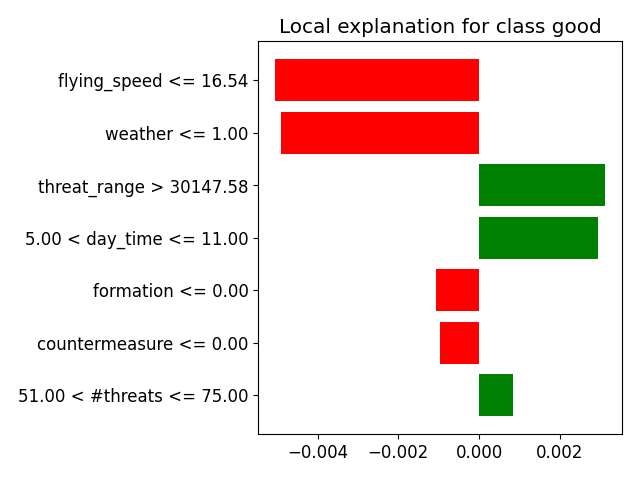 Local explanation for class good
flying_speed <= 16.54
weather <= 1.00
threat_range > 30147.58
5.00 < day_time <= 11.00
formation <= 0.00
countermeasure <= 0.00
51.00 < #threats <= 75.00
−0.004 −0.002 0.000 0.002